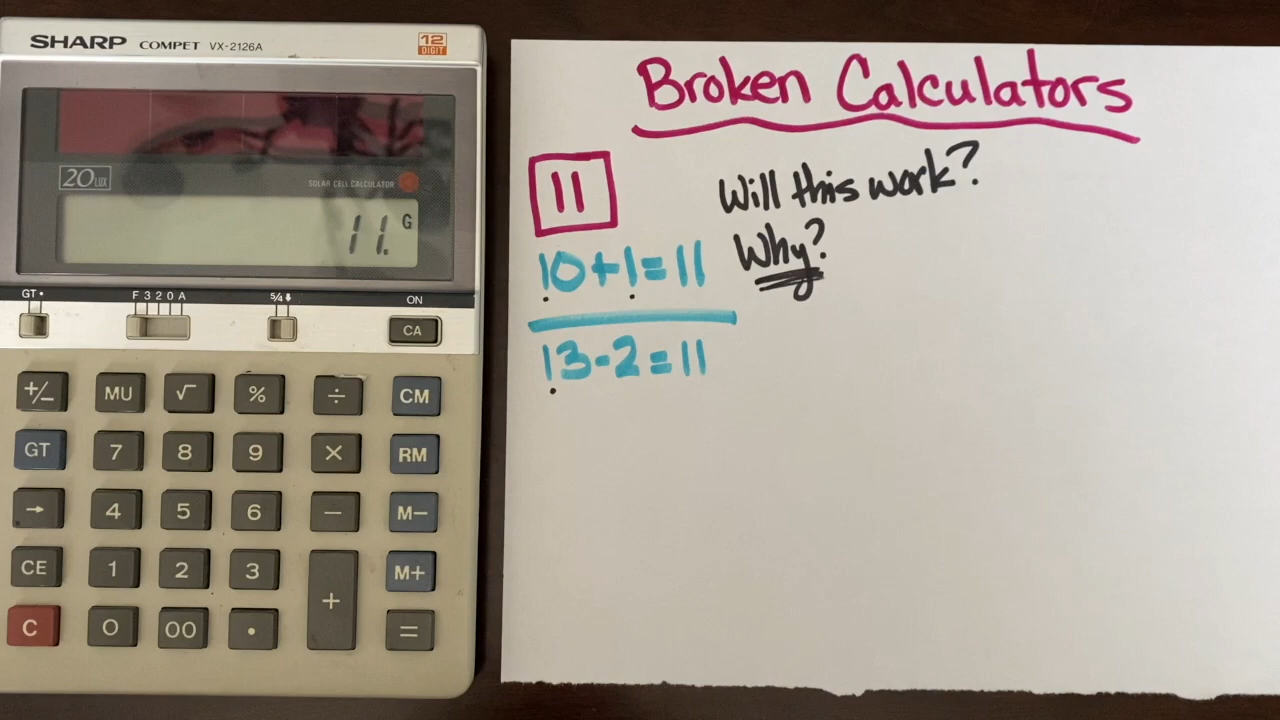 SHARP COMPET VX-2126A 12 DIGIT
20 LUX SOLAR CELL CALCULATOR
11. G
GT • F 3 2 0 A 5/4 ⬇ ON
CA
+/− MU √ % ÷ CM
GT 7 8 9 × RM
→ 4 5 6 − M−
CE 1 2 3 + M+
C 0 00 • =
Broken Calculators
11
Will this work?
Why?
10+1=11
13-2=11